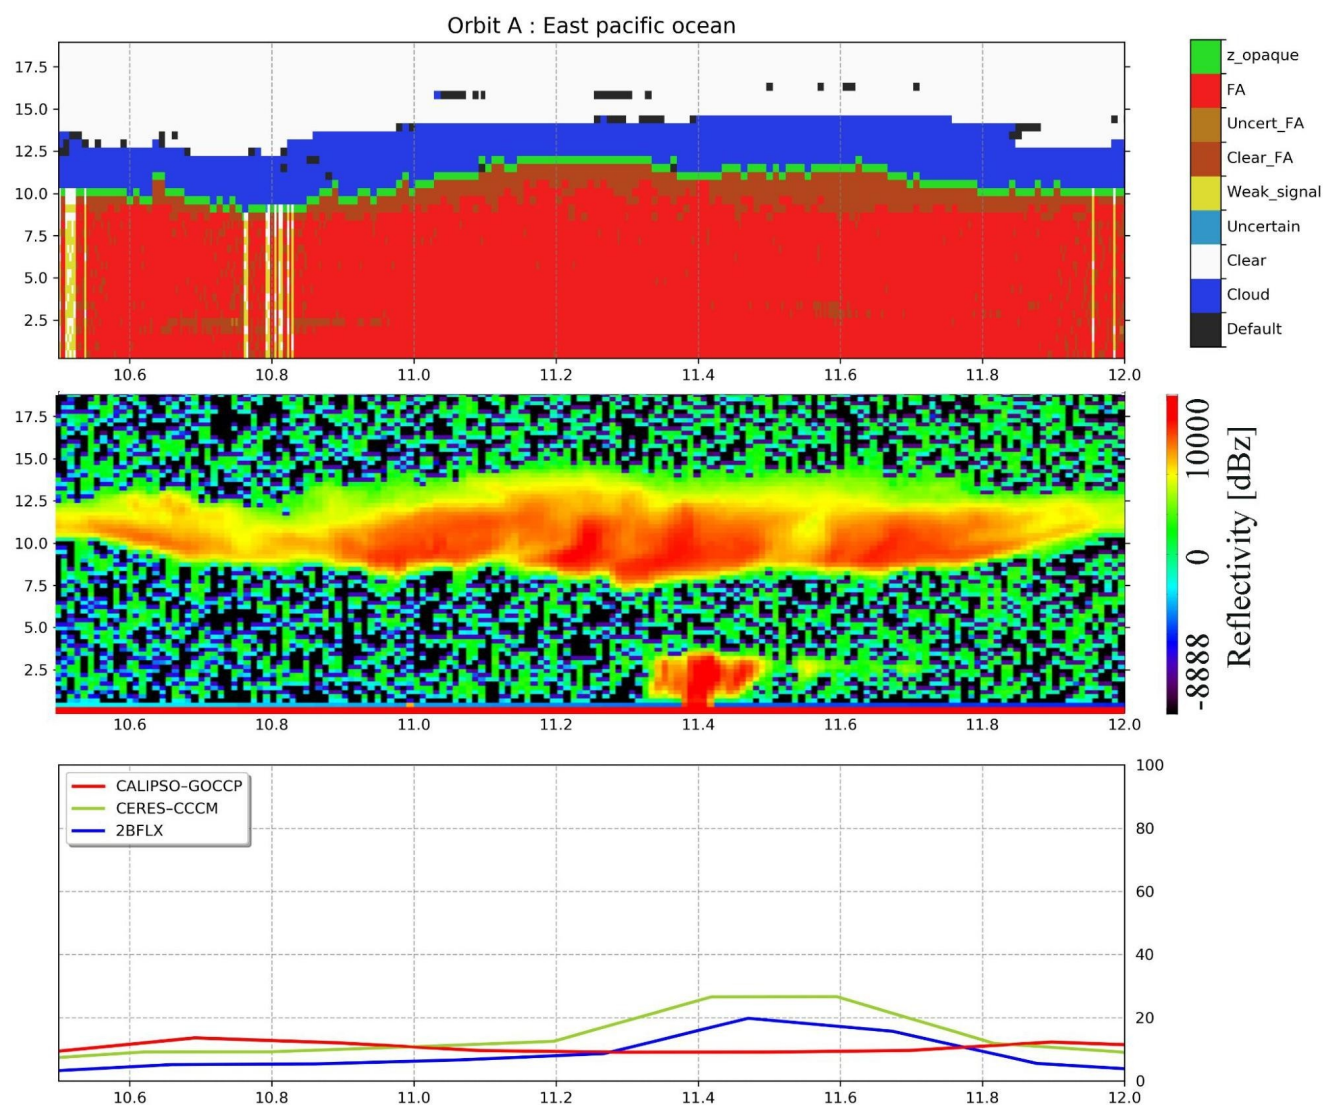 Orbit A : East pacific ocean
17.5
15.0
12.5
10.0
7.5
5.0
2.5
10.6 10.8 11.0 11.2 11.4 11.6 11.8 12.0
z_opaque
FA
Uncert_FA
Clear_FA
Weak_signal
Uncertain
Clear
Cloud
Default
17.5
15.0
12.5
10.0
7.5
5.0
2.5
10.6 10.8 11.0 11.2 11.4 11.6 11.8 12.0
-8888 0 10000
Reflectivity [dBz]
CALIPSO–GOCCP
CERES–CCCM
2BFLX
100
80
60
40
20
0
10.6 10.8 11.0 11.2 11.4 11.6 11.8 12.0